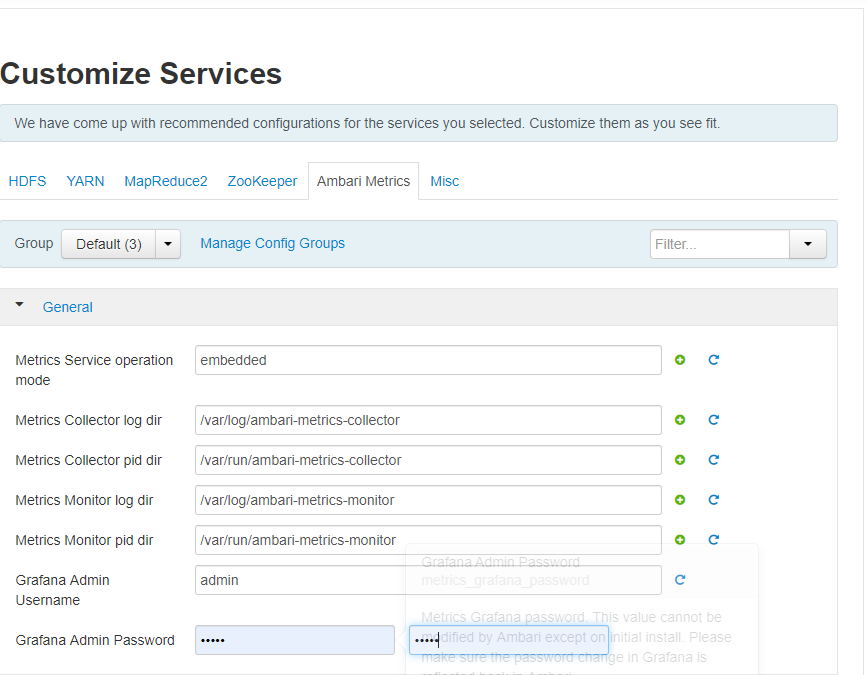 Customize Services
We have come up with recommended configurations for the services you selected. Customize them as you see fit.
HDFS YARN MapReduce2 ZooKeeper Ambari Metrics Misc
Group Default (3) Manage Config Groups Filter...
General
Metrics Service operation
mode
embedded
Metrics Collector log dir /var/log/ambari-metrics-collector
Metrics Collector pid dir /var/run/ambari-metrics-collector
Metrics Monitor log dir /var/log/ambari-metrics-monitor
Metrics Monitor pid dir /var/run/ambari-metrics-monitor
Grafana Admin
Username
admin
Grafana Admin Password ••••• •••••
Grafana Admin Password
metrics_grafana_password
Metrics Grafana password. This value cannot be
modified by Ambari except on initial install. Please
make sure the password change in Grafana is
reflected back in Ambari.